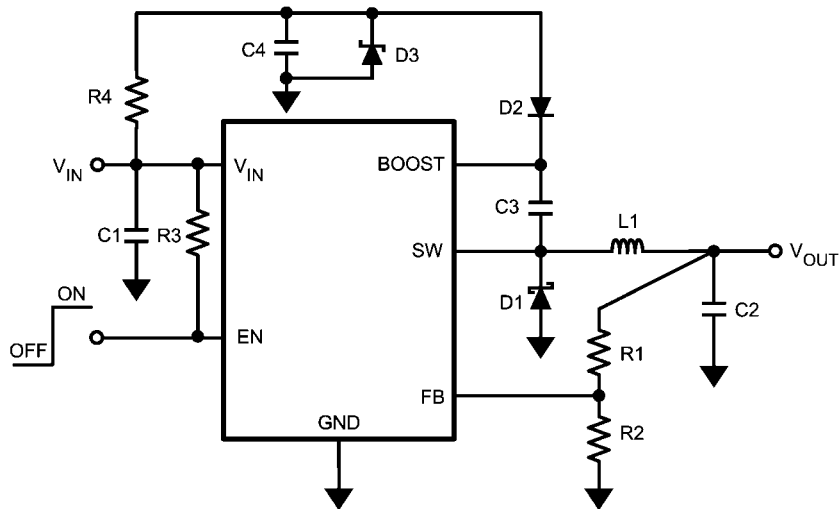 C4
D3
R4
D2
VIN
VIN
BOOST
C1
R3
C3
L1
SW
VOUT
ON
D1
C2
OFF
EN
R1
FB
GND
R2